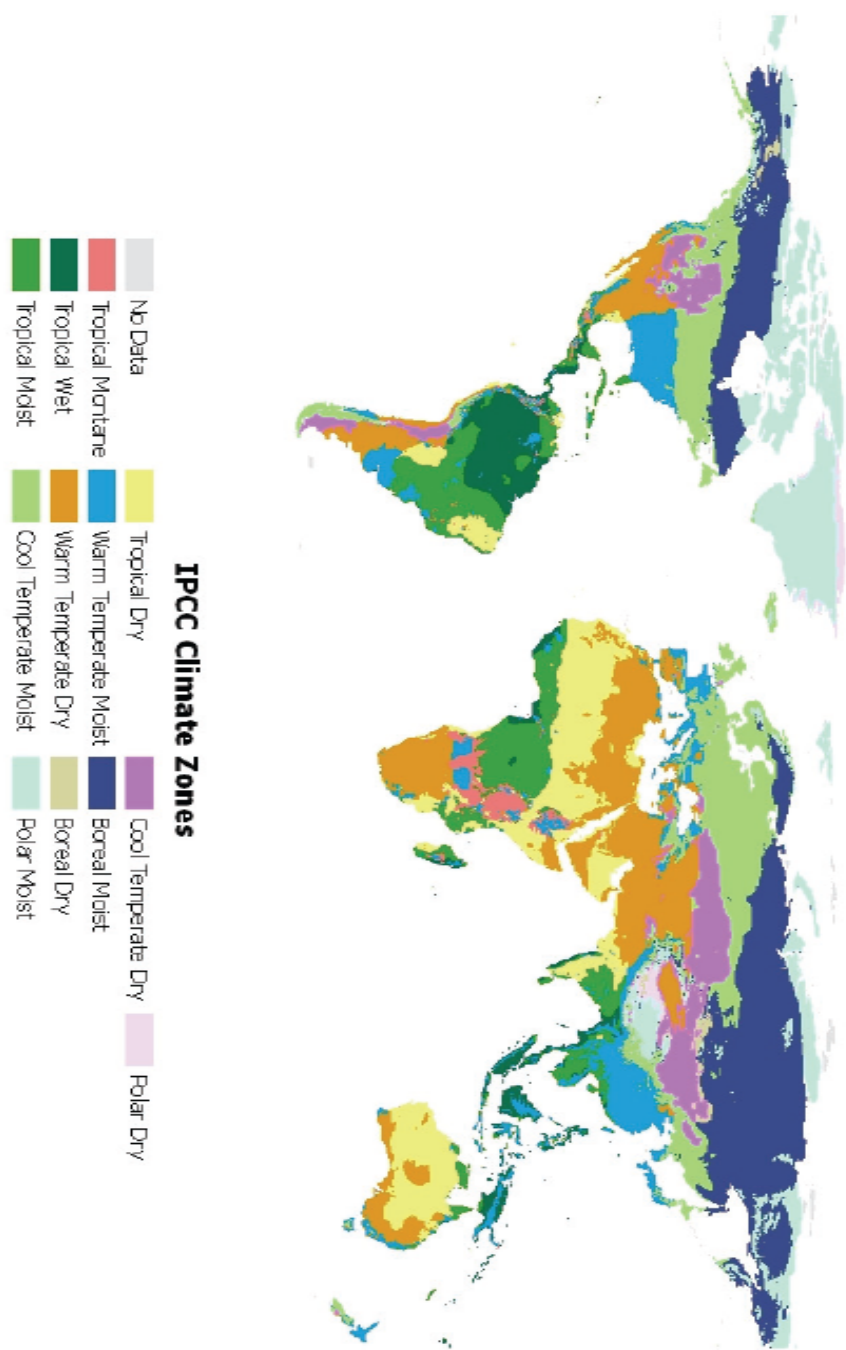 IPCC Climate Zones
No Data
Tropical Dry
Cool Temperate Dry
Polar Dry
Tropical Montane
Warm Temperate Moist
Boreal Moist
Tropical Wet
Warm Temperate Dry
Boreal Dry
Tropical Moist
Cool Temperate Moist
Polar Moist